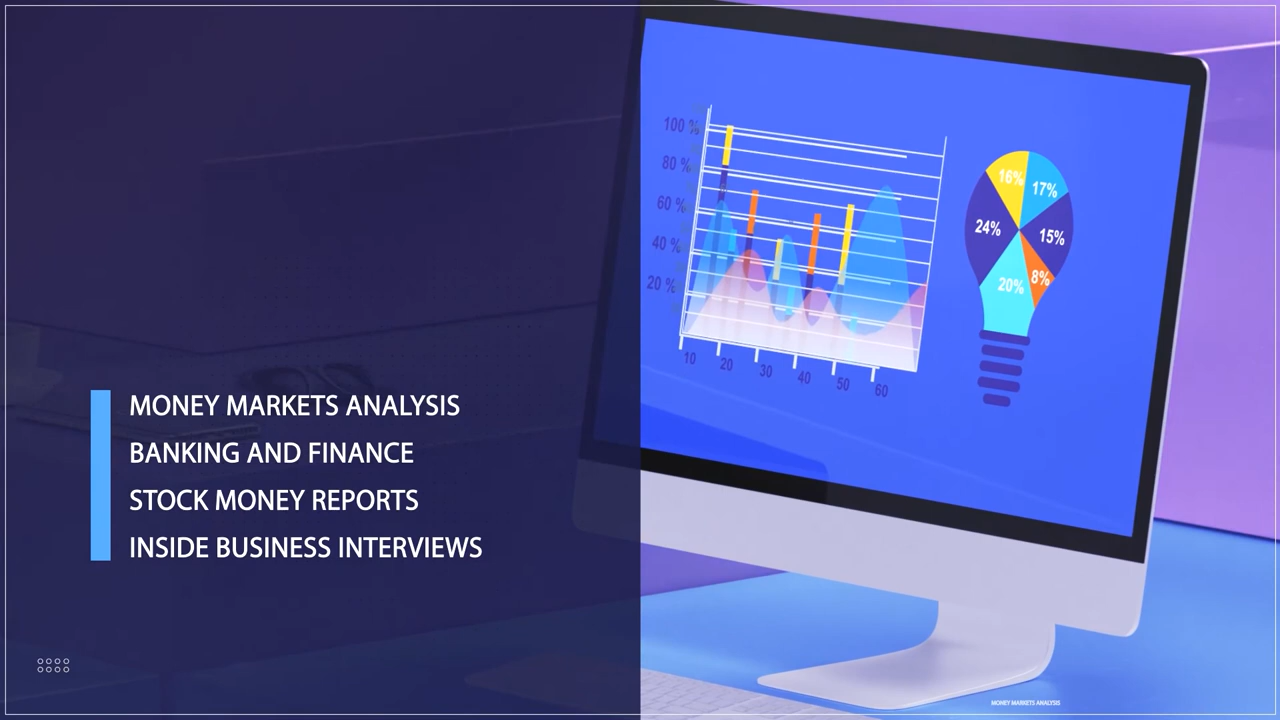 MONEY MARKETS ANALYSIS
BANKING AND FINANCE
STOCK MONEY REPORTS
INSIDE BUSINESS INTERVIEWS
100 %
80 %
60 %
40 %
20 %
10 20 30 40 50 60
16% 17%
24% 15%
20% 8%
MONEY MARKETS ANALYSIS